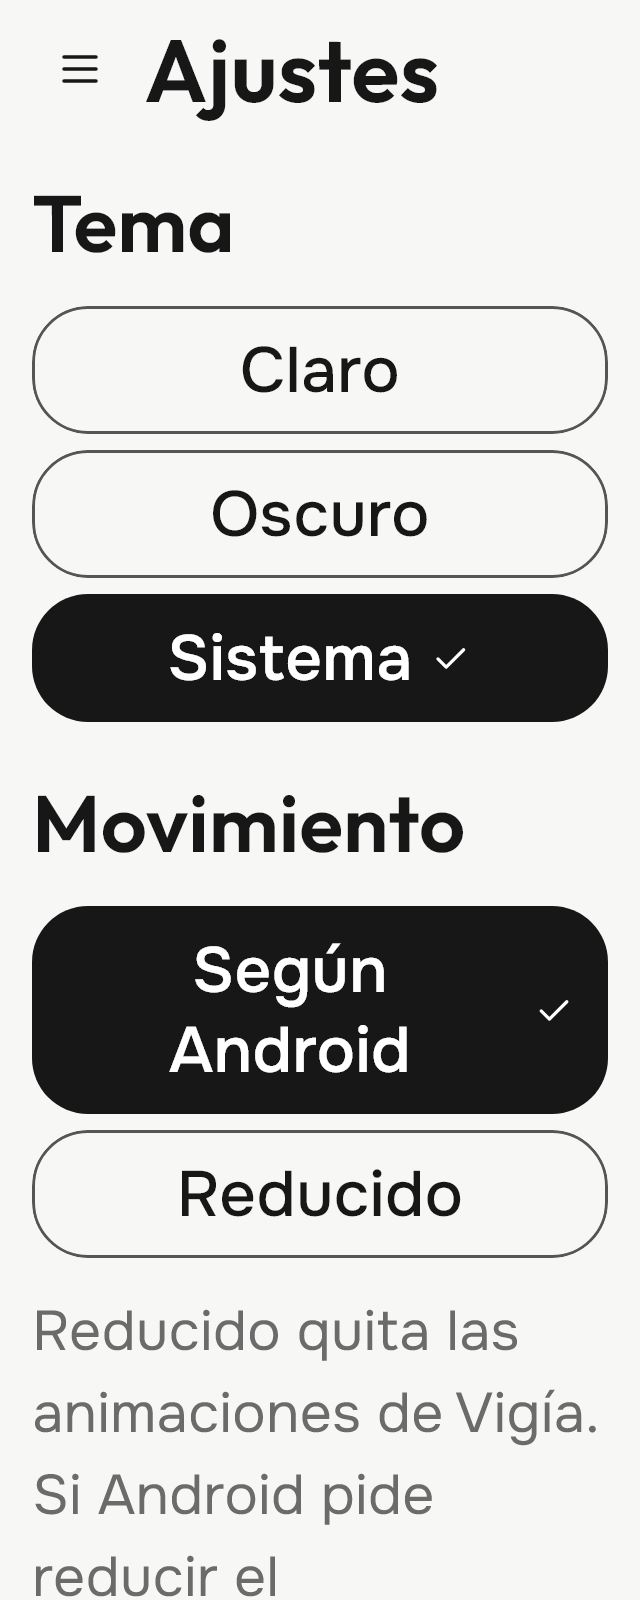 Ajustes
Tema
Claro
Oscuro
Sistema
Movimiento
Según
Android
Reducido
Reducido quita las
animaciones de Vigía.
Si Android pide
reducir el